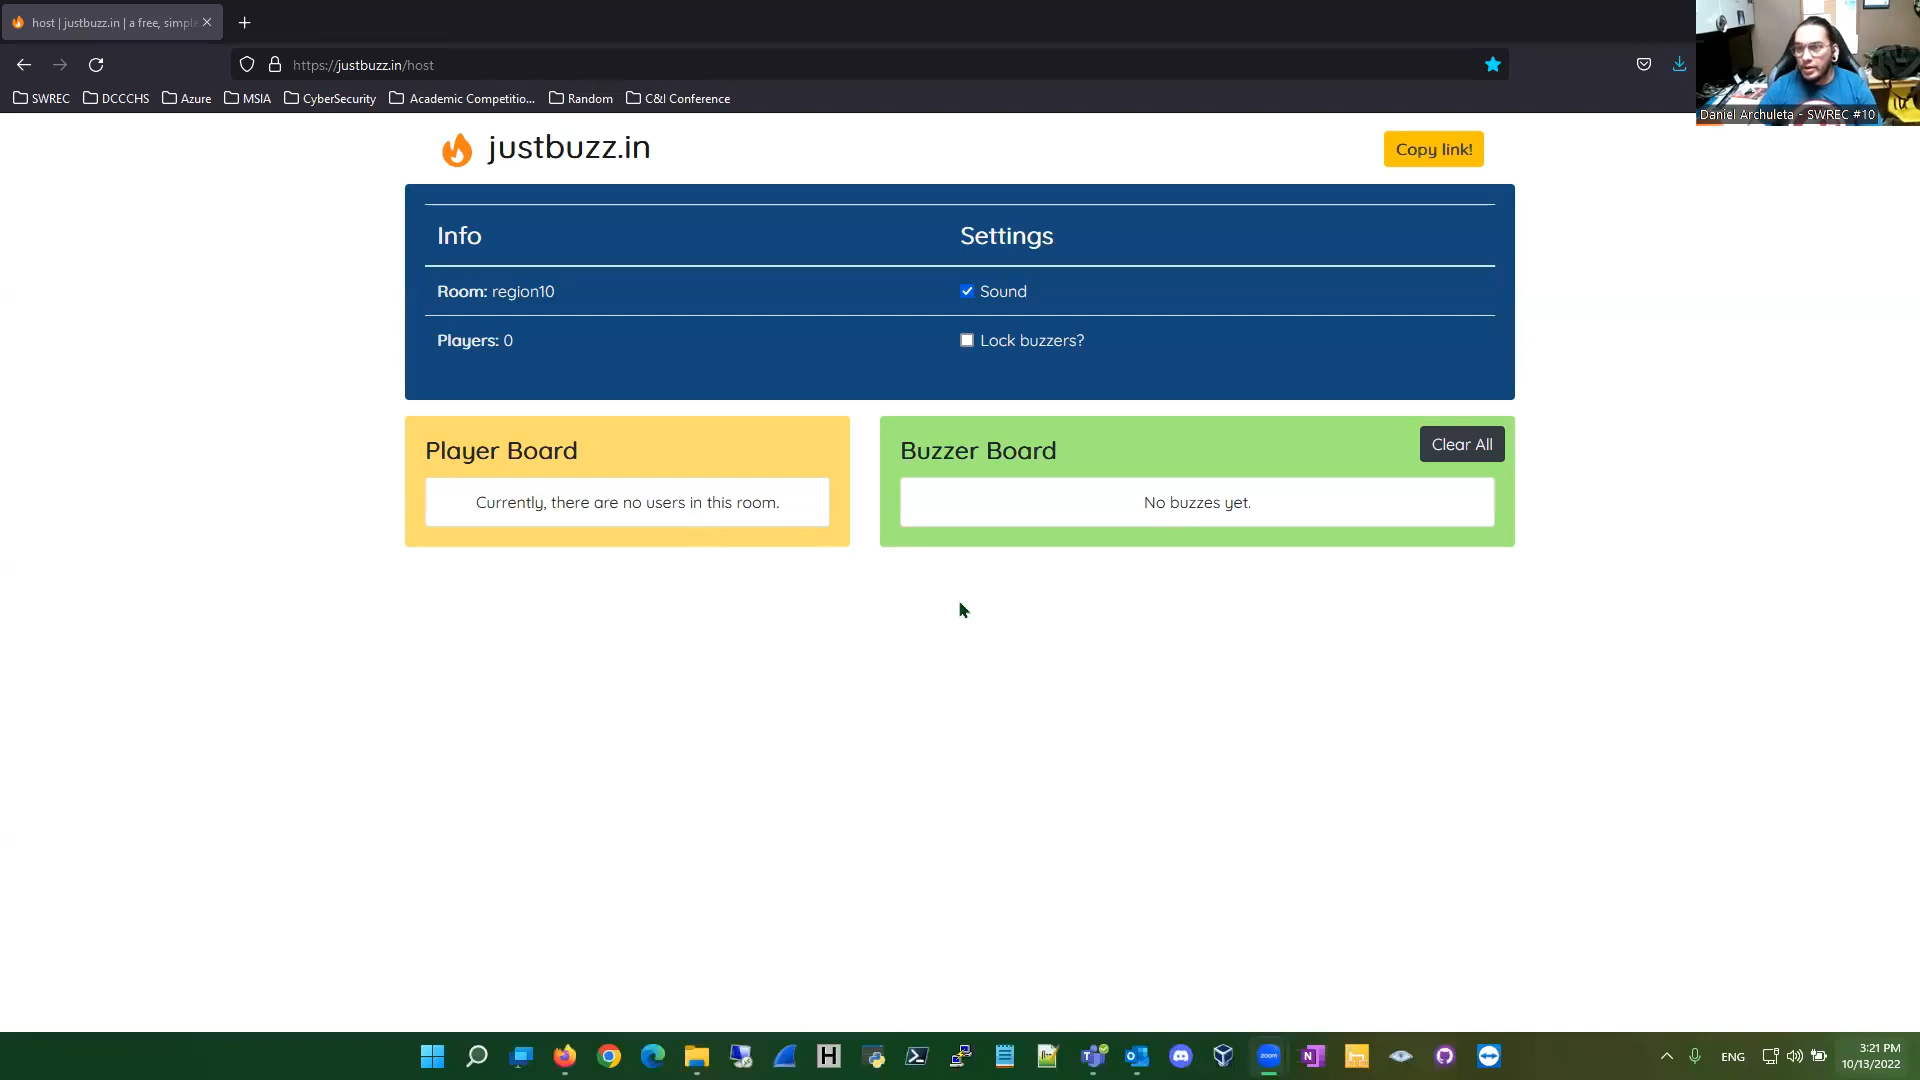 host | justbuzz.in | a free, simpl
https://justbuzz.in/host
SWREC DCCCHS Azure MSIA CyberSecurity Academic Competitio... Random C&I Conference
Daniel Archuleta - SWREC #10
justbuzz.in
Copy link!
Info Settings
Room: region10 Sound
Players: 0 Lock buzzers?
Player Board
Currently, there are no users in this room.
Buzzer Board
Clear All
No buzzes yet.
zoom
ENG
3:21 PM
10/13/2022